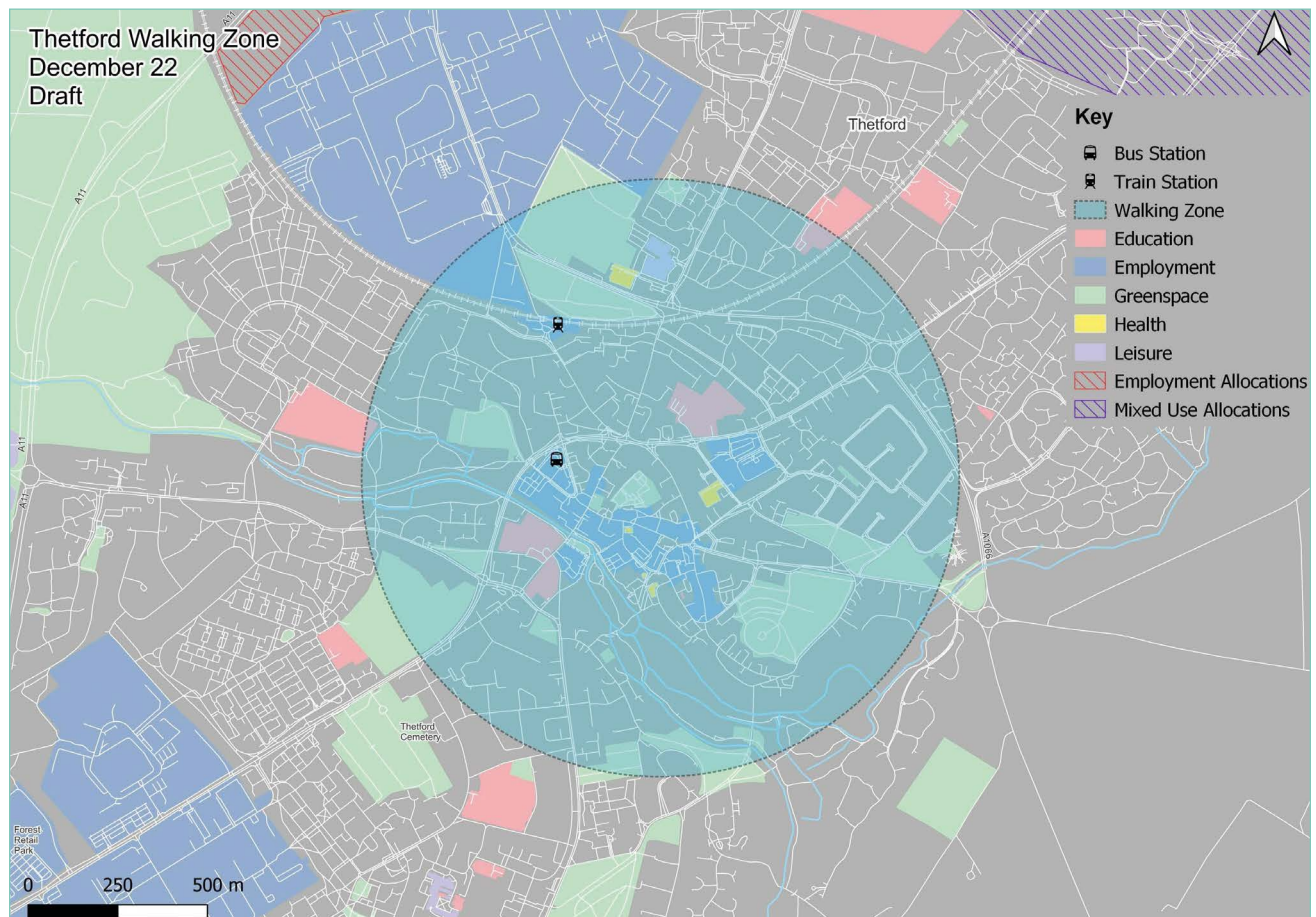 Thetford Walking Zone
December 22
Draft
A11
Thetford
Key
Bus Station
Train Station
Walking Zone
Education
Employment
Greenspace
Health
Leisure
Employment Allocations
Mixed Use Allocations
A11
A11
A11
A1066
Thetford
Cemetery
Forest
Retail
Park
0 250 500 m